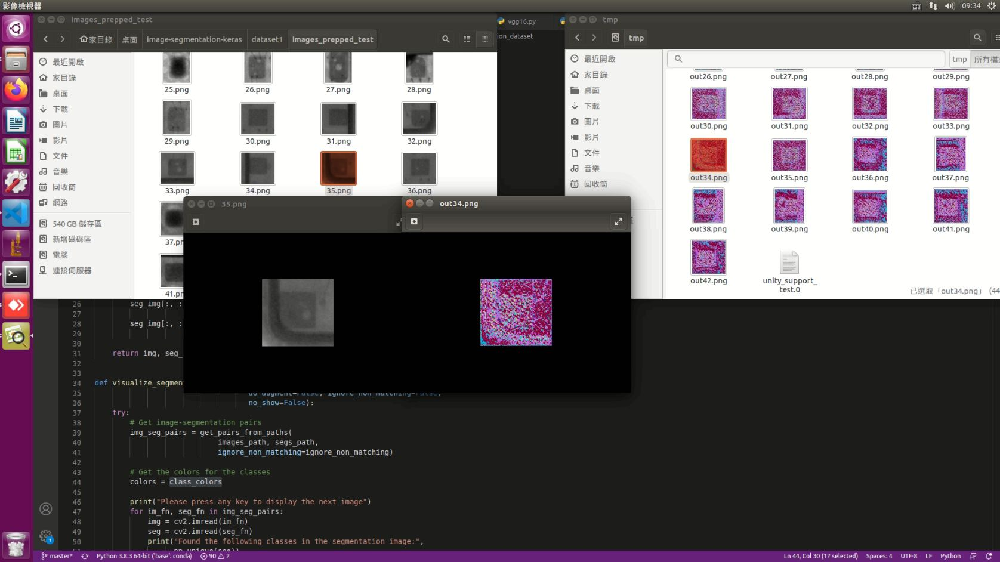 影像檢視器
09:34
images_prepped_test
家目錄
桌面
image-segmentation-keras
dataset1
images_prepped_test
最近開啟
家目錄
桌面
下載
圖片
影片
文件
音樂
回收筒
網路
540 GB 儲存區
新增磁碟區
電腦
連接伺服器
25.png
26.png
27.png
28.png
29.png
30.png
31.png
32.png
33.png
34.png
35.png
36.png
37.pn
41.pn
vgg16.py
ion_dataset
tmp
tmp
tmp
所有檔
最近開啟
家目錄
桌面
下載
圖片
影片
文件
音樂
回收筒
out26.png
out27.png
out28.png
out29.png
out30.png
out31.png
out32.png
out33.png
out34.png
out35.png
out36.png
out37.png
out38.png
out39.png
out40.png
out41.png
out42.png
unity_support_
test.0
已選取「out34.png」 (44
35.png
out34.png
26 seg_img[:, :
27
28 seg_img[:, :
29
30
31 return img, seg_
32
33
34 def visualize_segmen
35 do_augment=False, ignore_non_matching=False,
36 no_show=False):
37 try:
38 # Get image-segmentation pairs
39 img_seg_pairs = get_pairs_from_paths(
40 images_path, segs_path,
41 ignore_non_matching=ignore_non_matching)
42
43 # Get the colors for the classes
44 colors = class_colors
45
46 print("Please press any key to display the next image")
47 for im_fn, seg_fn in img_seg_pairs:
48 img = cv2.imread(im_fn)
49 seg = cv2.imread(seg_fn)
50 print("Found the following classes in the segmentation image:",
51 np.unique(seg))
1
master*
Python 3.8.3 64-bit ('base': conda)
90
2
Ln 44, Col 30 (12 selected)
Spaces: 4
UTF-8
LF
Python